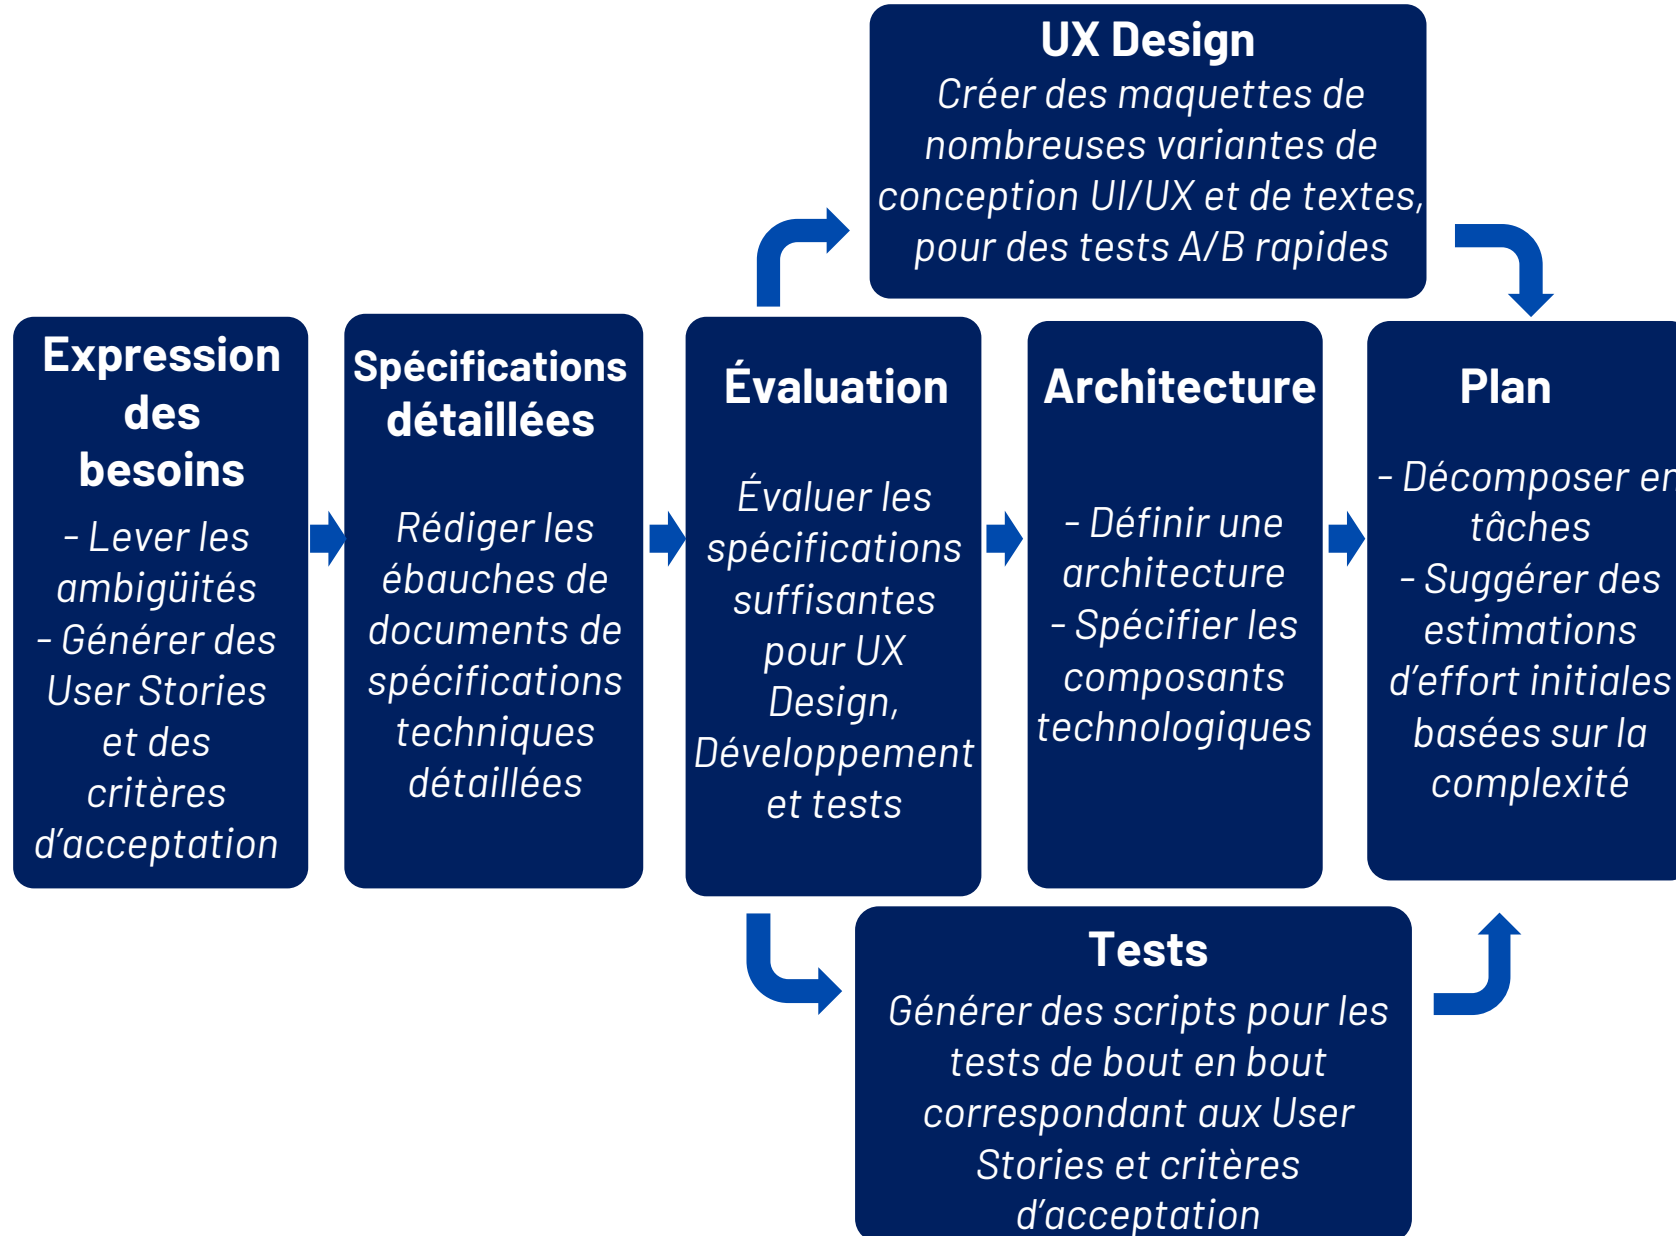 UX Design
Créer des maquettes de
nombreuses variantes de
conception UI/UX et de textes,
pour des tests A/B rapides
Expression
des
besoins
- Lever les
ambigüités
- Générer des
User Stories
et des
critères
d’acceptation
Spécifications
détaillées
Rédiger les
ébauches de
documents de
spécifications
techniques
détaillées
Évaluation
Évaluer les
spécifications
suffisantes
pour UX
Design,
Développement
et tests
Architecture
- Définir une
architecture
- Spécifier les
composants
technologiques
Plan
- Décomposer en
tâches
- Suggérer des
estimations
d’effort initiales
basées sur la
complexité
Tests
Générer des scripts pour les
tests de bout en bout
correspondant aux User
Stories et critères
d’acceptation